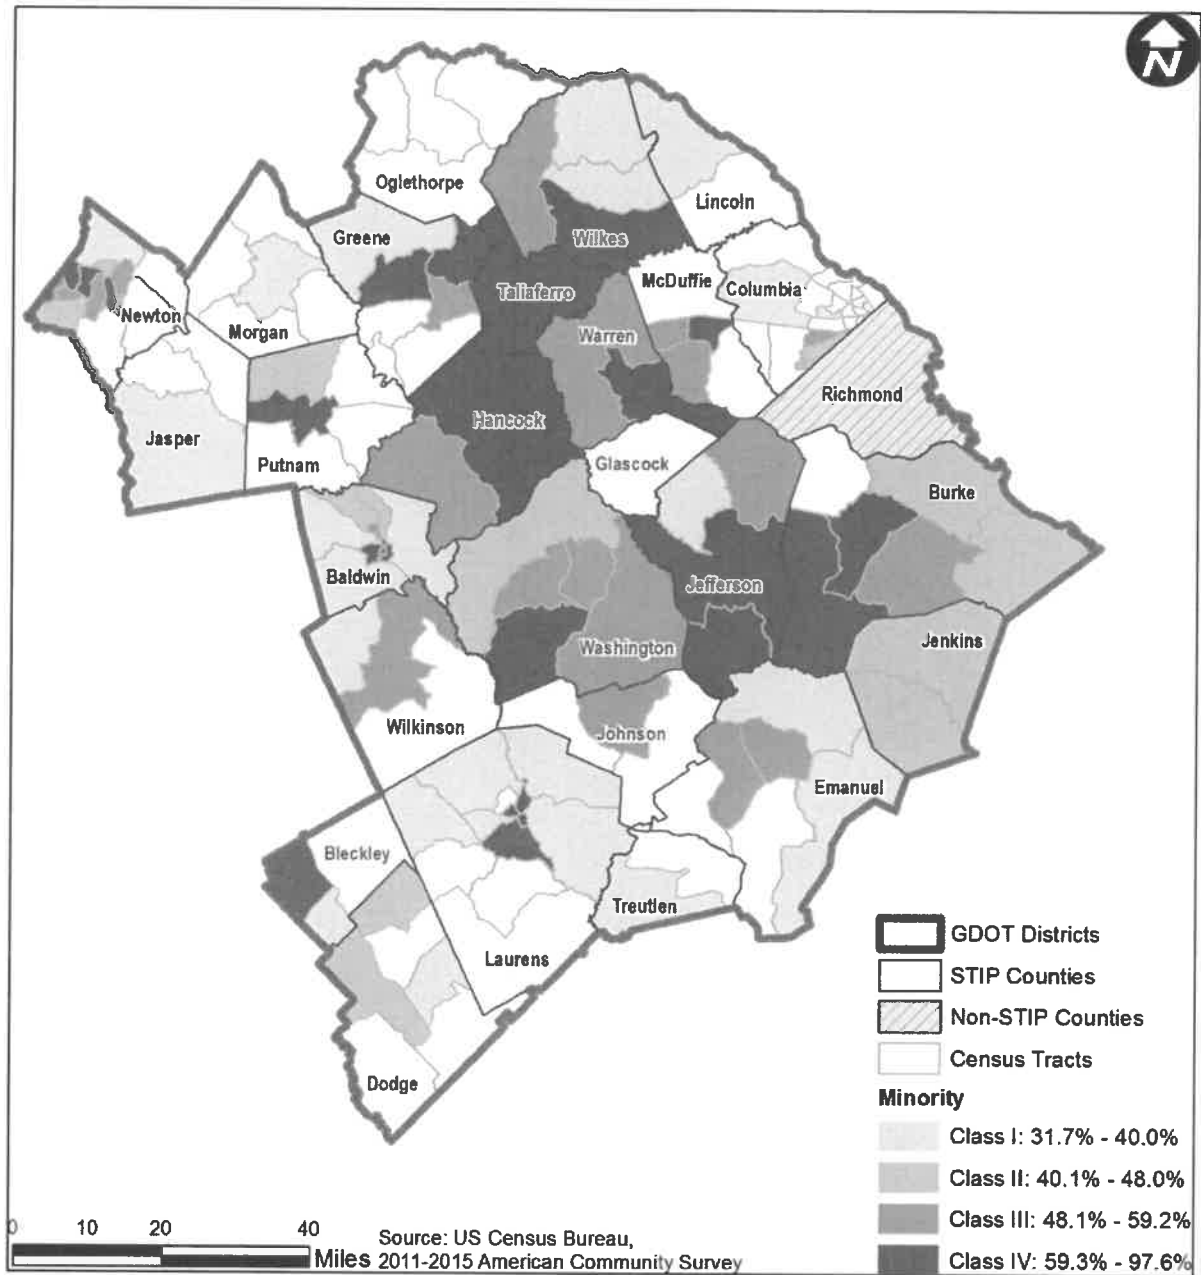 N
Oglethorpe
Lincoln
Wilkes
Greene
McDuffie
Columbia
Taliaferro
Newton
Morgan
Warren
Richmond
Hancock
Jasper
Putnam
Glascock
Burke
Baldwin
Jefferson
Jenkins
Washington
Wilkinson
Johnson
Emanuel
Bleckley
Treutlen
Laurens
Dodge
GDOT Districts
STIP Counties
Non-STIP Counties
Census Tracts
Minority
Class I: 31.7% - 40.0%
Class II: 40.1% - 48.0%
Class III: 48.1% - 59.2%
Class IV: 59.3% - 97.6%
0 10 20 40
Miles
Source: US Census Bureau,
2011-2015 American Community Survey